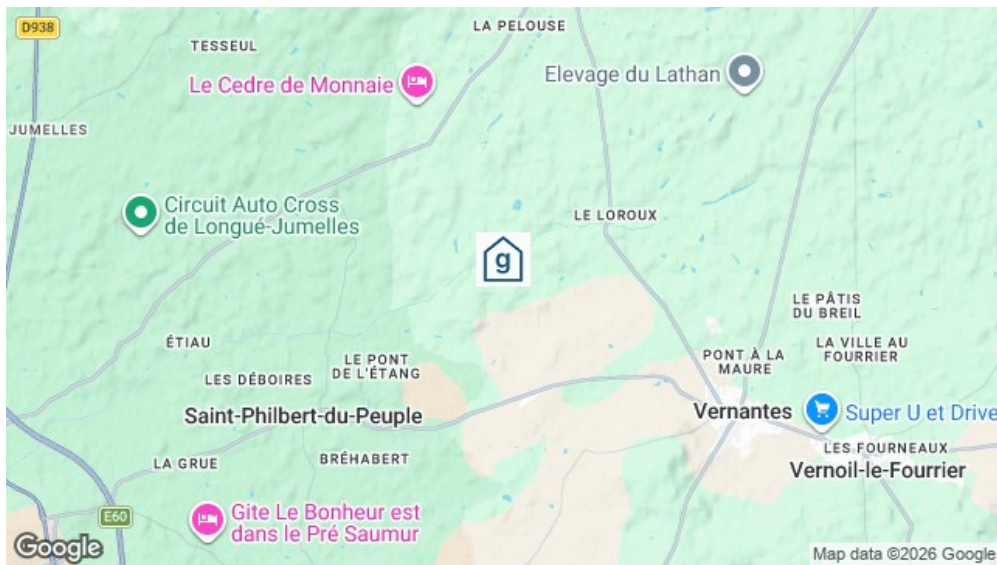 D938
LA PELOUSE
TESSEUL
Le Cedre de Monnaie
Elevage du Lathan
JUMELLES
Circuit Auto Cross
de Longué-Jumelles
LE LOROUX
g
LE PÂTIS
DU BREIL
ÉTIAU
LE PONT
DE L'ÉTANG
PONT À LA
MAURE
LA VILLE AU
FOURRIER
LES DÉBOIRES
Saint-Philbert-du-Peuple
Vernantes
Super U et Drive
LES FOURNEAUX
LA GRUE
BRÉHABERT
Vernoil-le-Fourrier
E60
Gite Le Bonheur est
dans le Pré Saumur
Google
Map data ©2026 Google